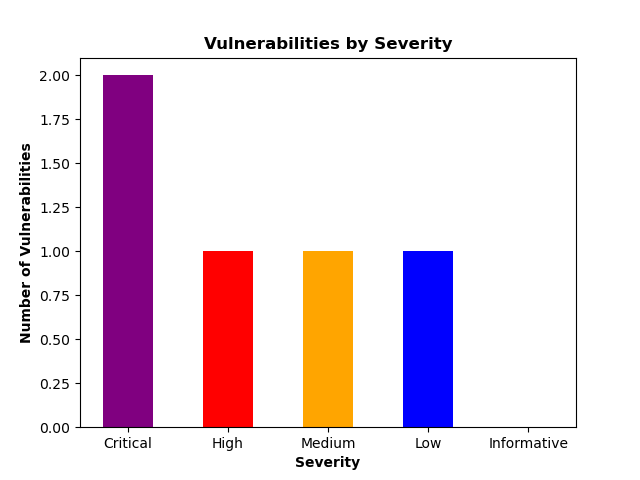 Vulnerabilities by Severity
Number of Vulnerabilities
2.00
1.75
1.50
1.25
1.00
0.75
0.50
0.25
0.00
Critical High Medium Low Informative
Severity